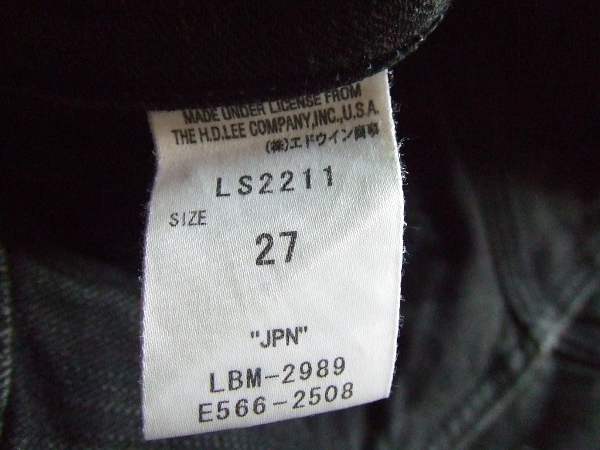 MADE UNDER LICENSE FROM
THE H.D.LEE COMPANY,INC.,U.S.A.
(株)エドウイン商事
LS2211
SIZE
27
"JPN"
LBM-2989
E566-2508